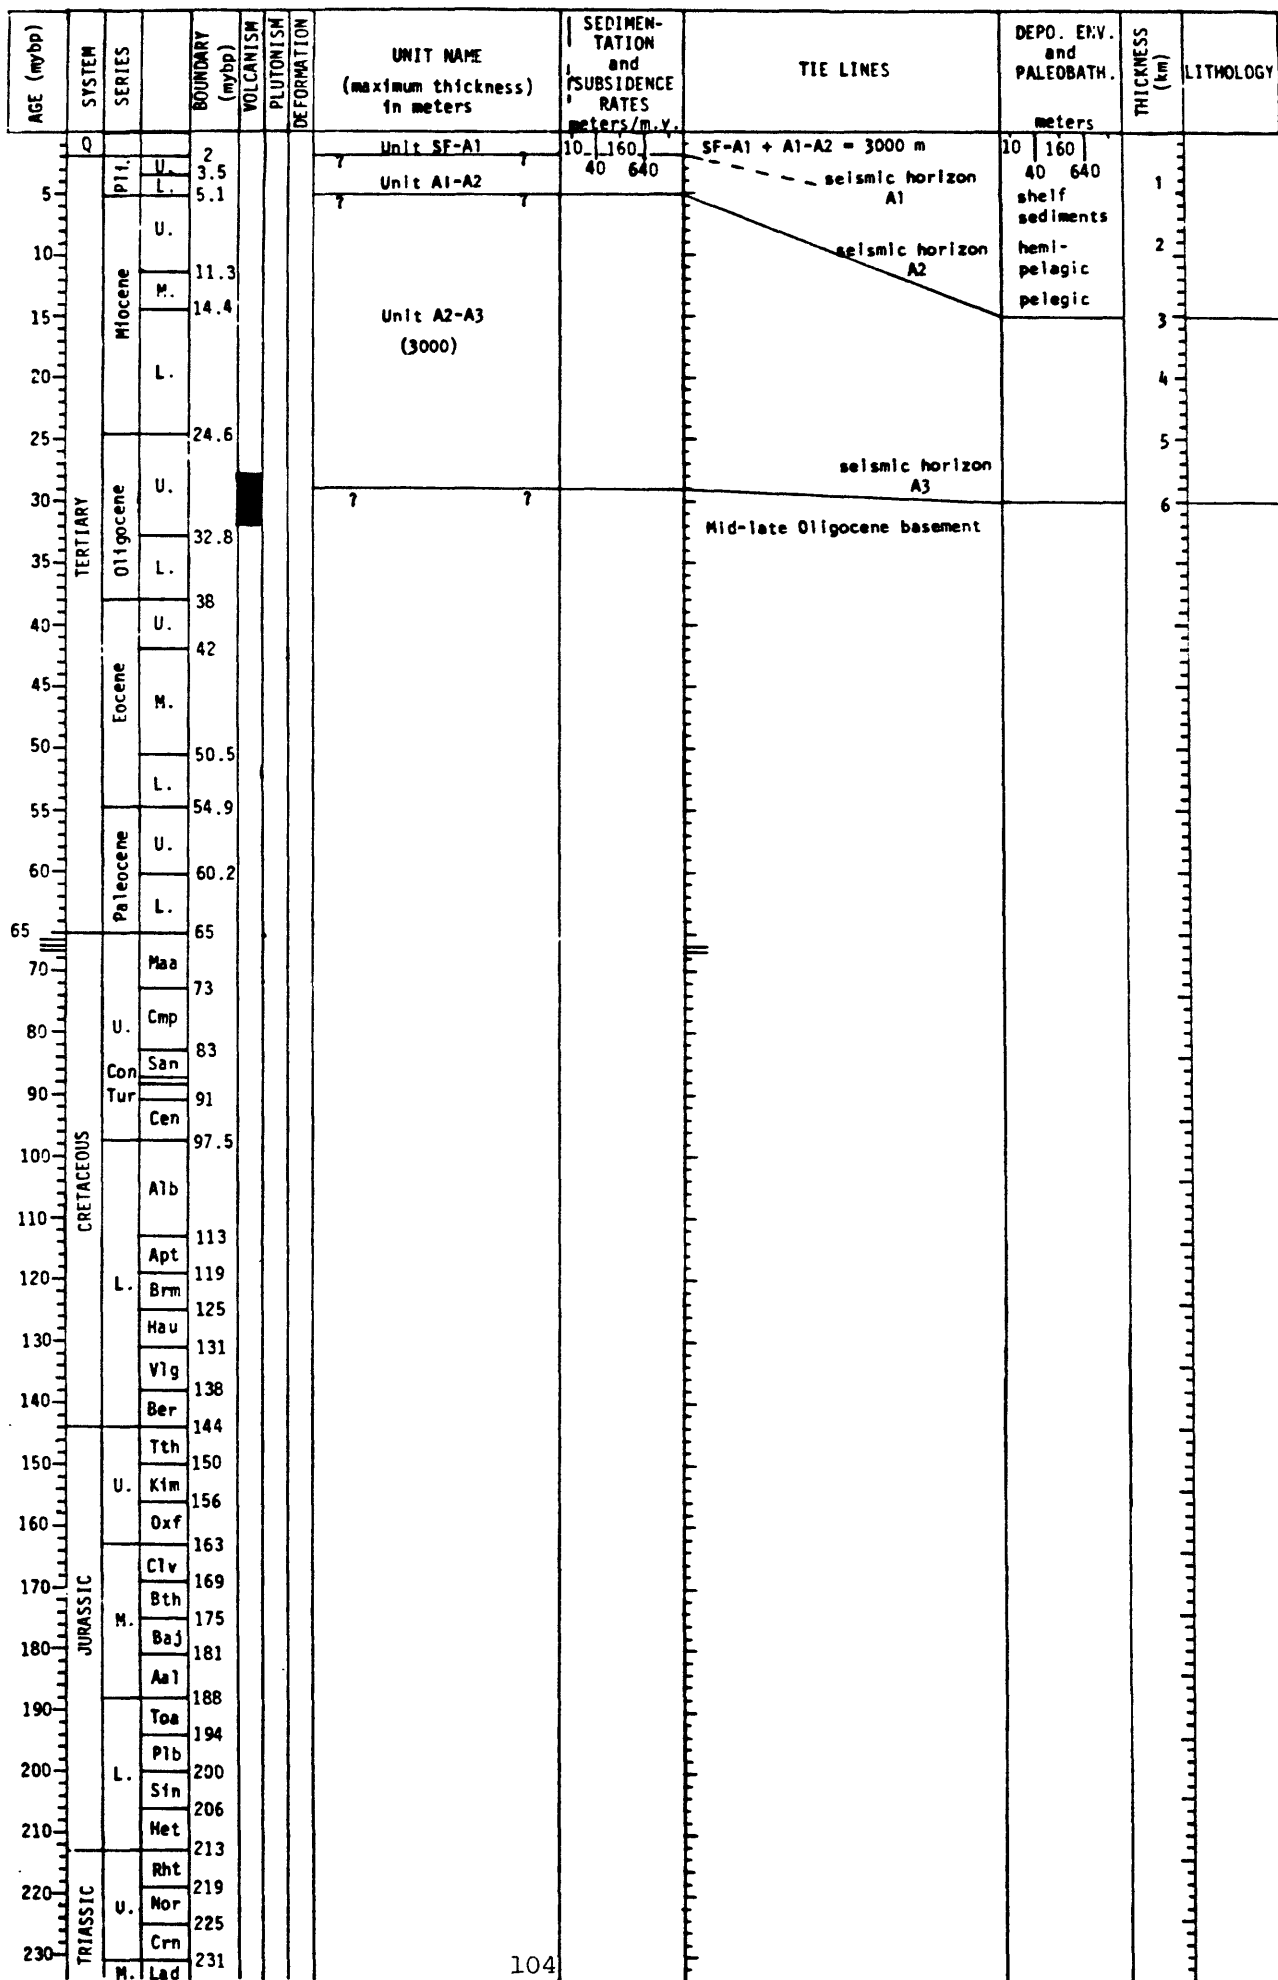 AGE (mybp)
SYSTEM
SERIES
BOUNDARY (mybp)
VOLCANISM
PLUTONISM
DEFORMATION
UNIT NAME
(maximum thickness)
in meters
SEDIMEN-
TATION
and
SUBSIDENCE
RATES
meters/m.y.
TIE LINES
DEPO. ENV.
and
PALEOBATH.
meters
THICKNESS (km)
LITHOLOGY
10 160
40 640
10 160
40 640
Q
Pli.
U.
L.
2
3.5
5.1
Unit SF-A1
? ?
Unit A1-A2
? ?
SF-A1 + A1-A2 = 3000 m
seismic horizon
A1
shelf
sediments
hemi-
pelagic
pelegic
seismic horizon
A2
Unit A2-A3
(3000)
seismic horizon
A3
? ?
Mid-late Oligocene basement
1
2
3
4
5
6
5
10
15
20
25
30
35
40
45
50
55
60
65
70
80
90
100
110
120
130
140
150
160
170
180
190
200
210
220
230
TERTIARY
CRETACEOUS
JURASSIC
TRIASSIC
Miocene
U.
11.3
M.
14.4
L.
24.6
Oligocene
U.
32.8
L.
38
Eocene
U.
42
M.
50.5
L.
54.9
Paleocene
U.
60.2
L.
65
U.
Maa
73
Cmp
83
San
Con
Tur
91
Cen
97.5
L.
Alb
113
Apt
119
Brm
125
Hau
131
Vlg
138
Ber
144
U.
Tth
150
Kim
156
Oxf
163
M.
Clv
169
Bth
175
Baj
181
Aal
188
L.
Toa
194
Plb
200
Sin
206
Het
213
U.
Rht
219
Nor
225
Crn
231
M.
Lad
104